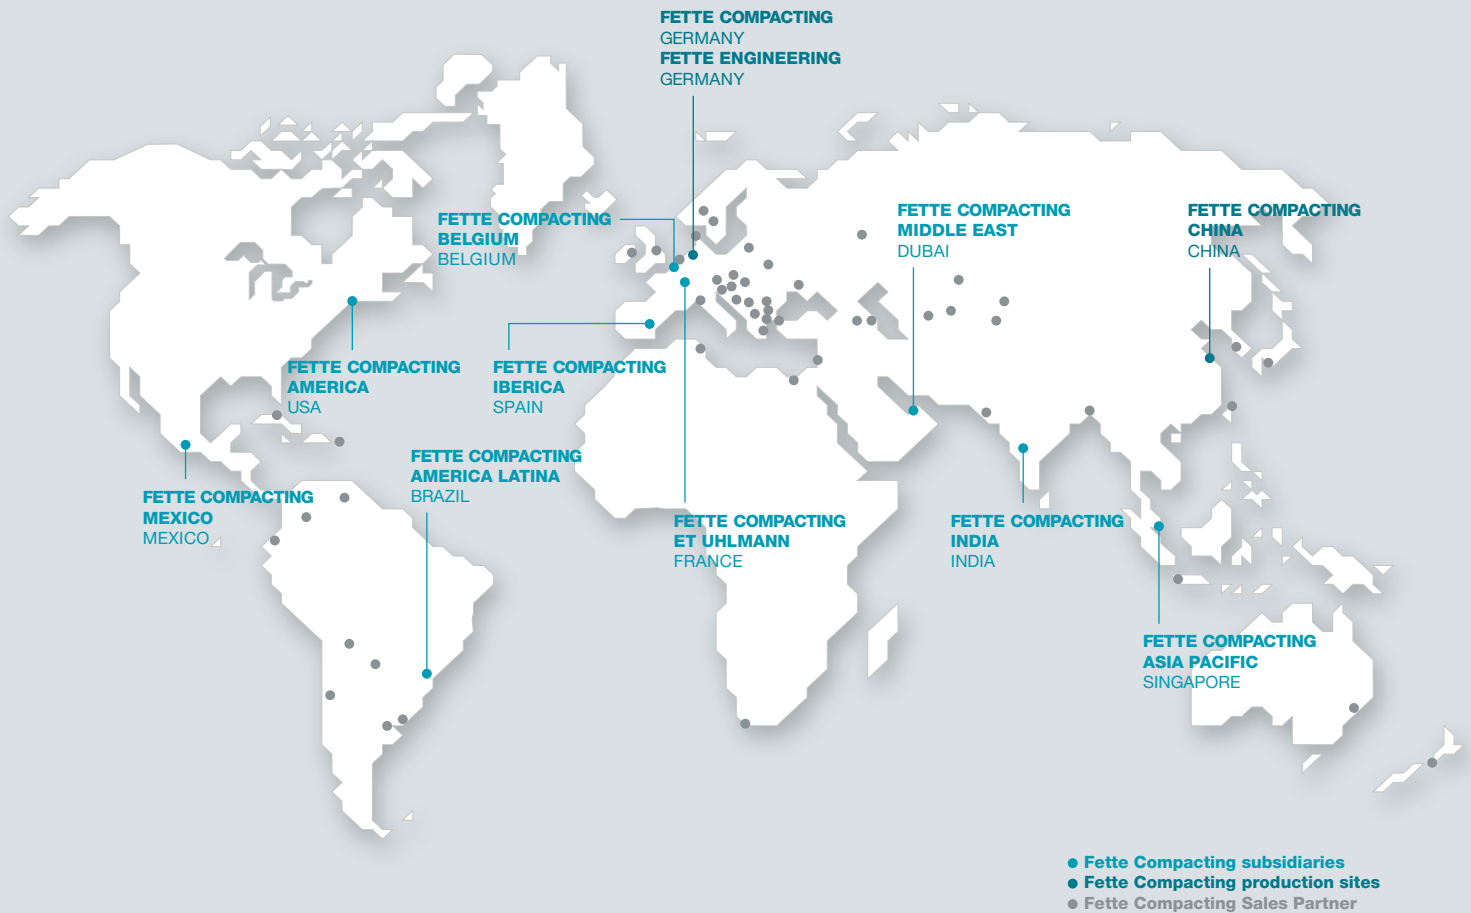 FETTE COMPACTING
GERMANY
FETTE ENGINEERING
GERMANY
FETTE COMPACTING
BELGIUM
BELGIUM
FETTE COMPACTING
MIDDLE EAST
DUBAI
FETTE COMPACTING
CHINA
CHINA
FETTE COMPACTING
AMERICA
USA
FETTE COMPACTING
IBERICA
SPAIN
FETTE COMPACTING
AMERICA LATINA
BRAZIL
FETTE COMPACTING
MEXICO
MEXICO
FETTE COMPACTING
ET UHLMANN
FRANCE
FETTE COMPACTING
INDIA
INDIA
FETTE COMPACTING
ASIA PACIFIC
SINGAPORE
Fette Compacting subsidiaries
Fette Compacting production sites
Fette Compacting Sales Partner